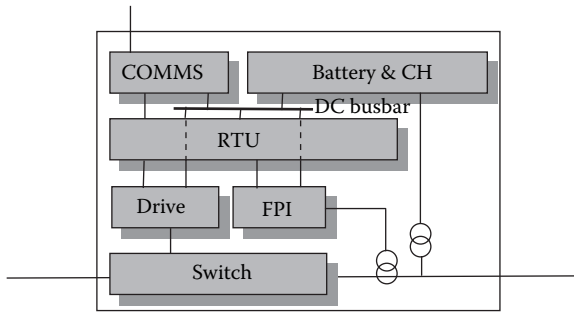 COMMS
Battery & CH
DC busbar
RTU
Drive
FPI
Switch